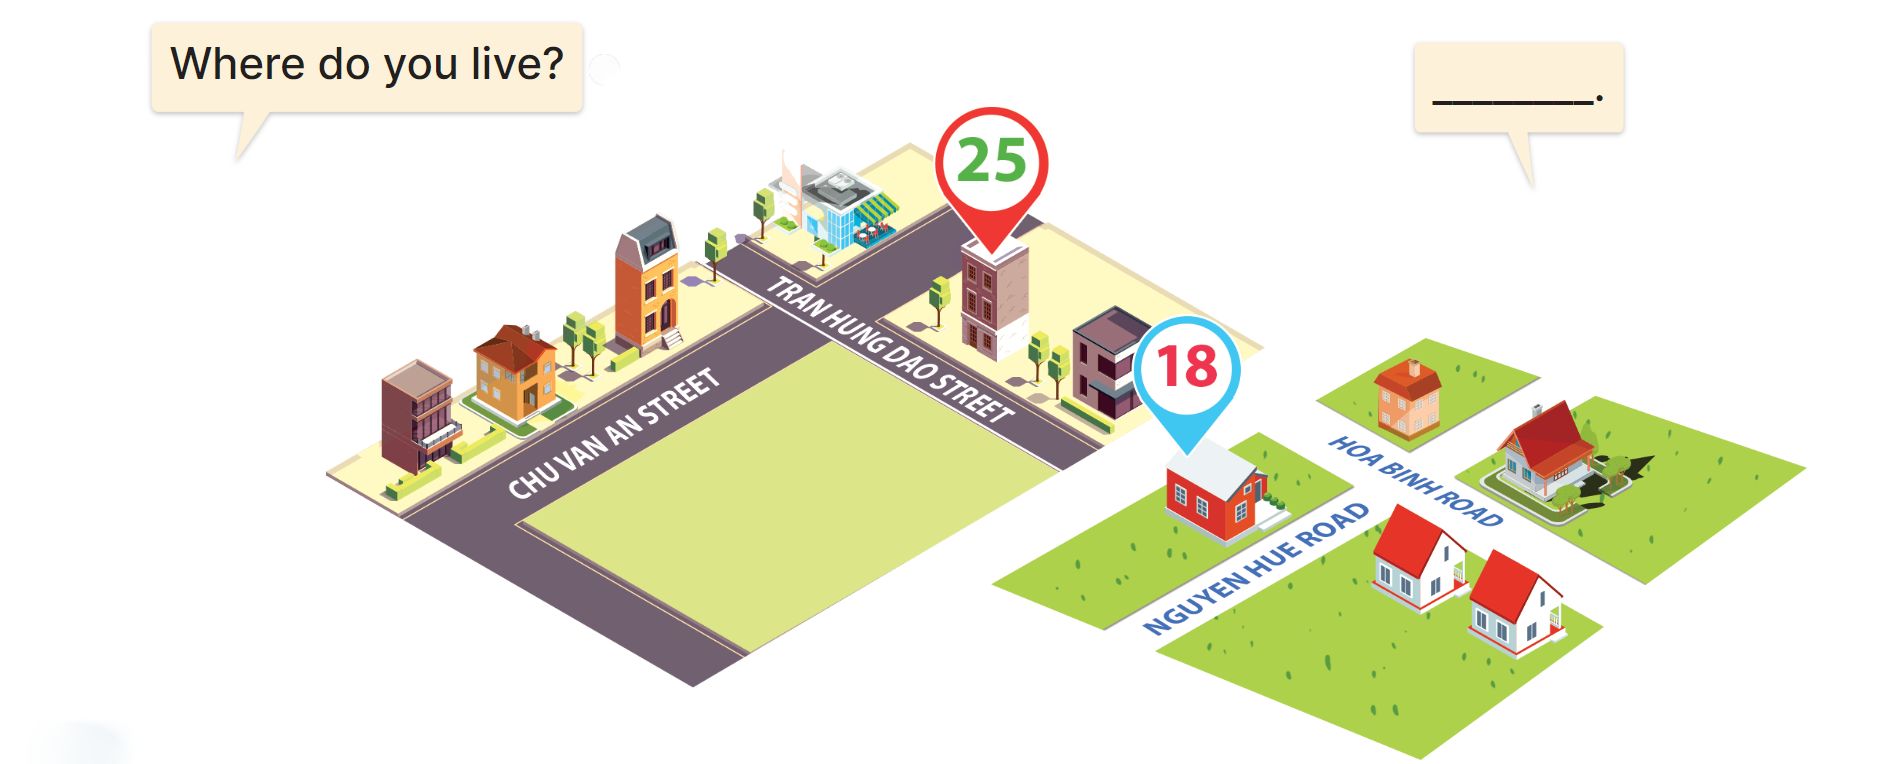 Where do you live?
________.
25
18
TRAN HUNG DAO STREET
CHU VAN AN STREET
HOA BINH ROAD
NGUYEN HUE ROAD